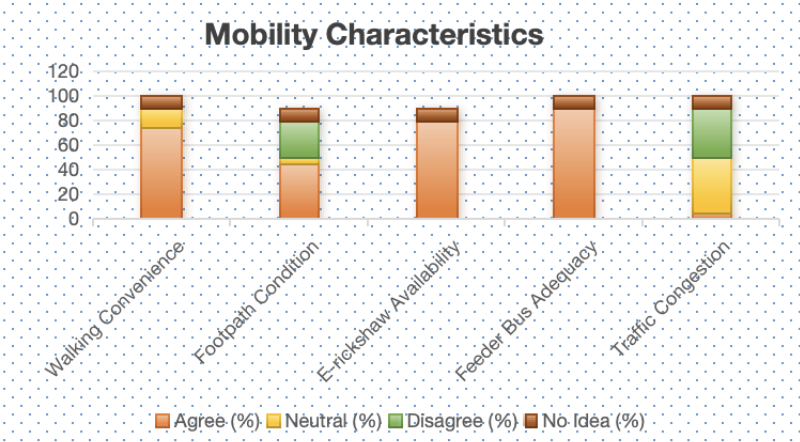 Mobility Characteristics
120
100
80
60
40
20
0
Walking Convenience
Footpath Condition
E-rickshaw Availability
Feeder Bus Adequacy
Traffic Congestion
Agree (%) Neutral (%) Disagree (%) No Idea (%)